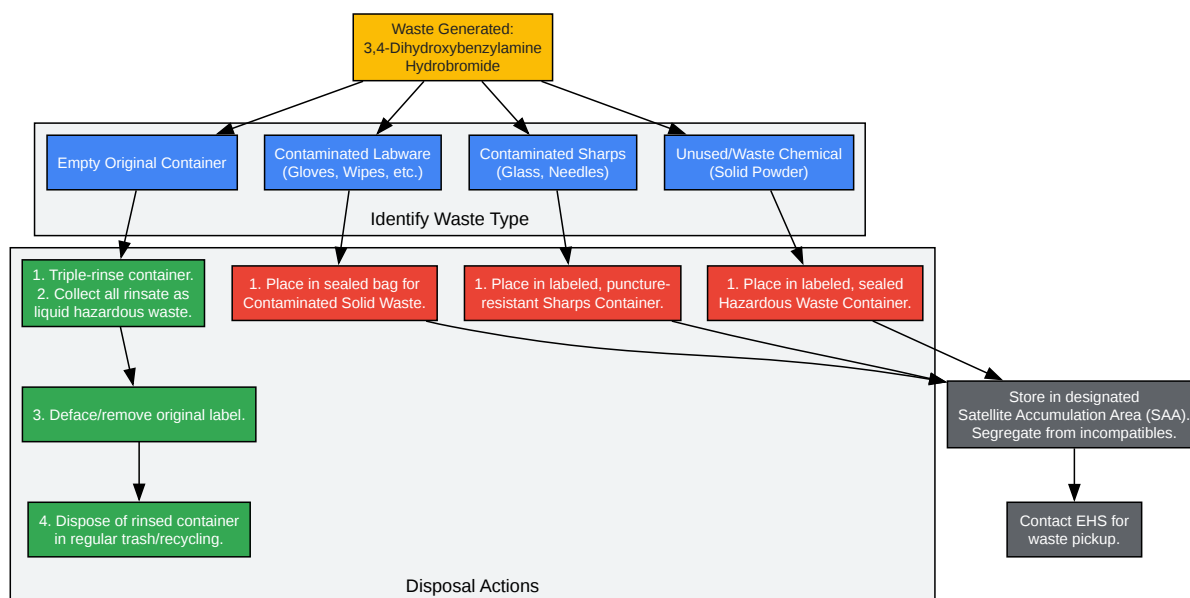 Waste Generated:
3,4-Dihydroxybenzylamine
Hydrobromide
Empty Original Container
Contaminated Labware
(Gloves, Wipes, etc.)
Contaminated Sharps
(Glass, Needles)
Unused/Waste Chemical
(Solid Powder)
Identify Waste Type
1. Triple-rinse container.
2. Collect all rinsate as
liquid hazardous waste.
1. Place in sealed bag for
Contaminated Solid Waste.
1. Place in labeled, puncture-
resistant Sharps Container.
1. Place in labeled, sealed
Hazardous Waste Container.
3. Deface/remove original label.
Store in designated
Satellite Accumulation Area (SAA).
Segregate from incompatibles.
4. Dispose of rinsed container
in regular trash/recycling.
Contact EHS for
waste pickup.
Disposal Actions